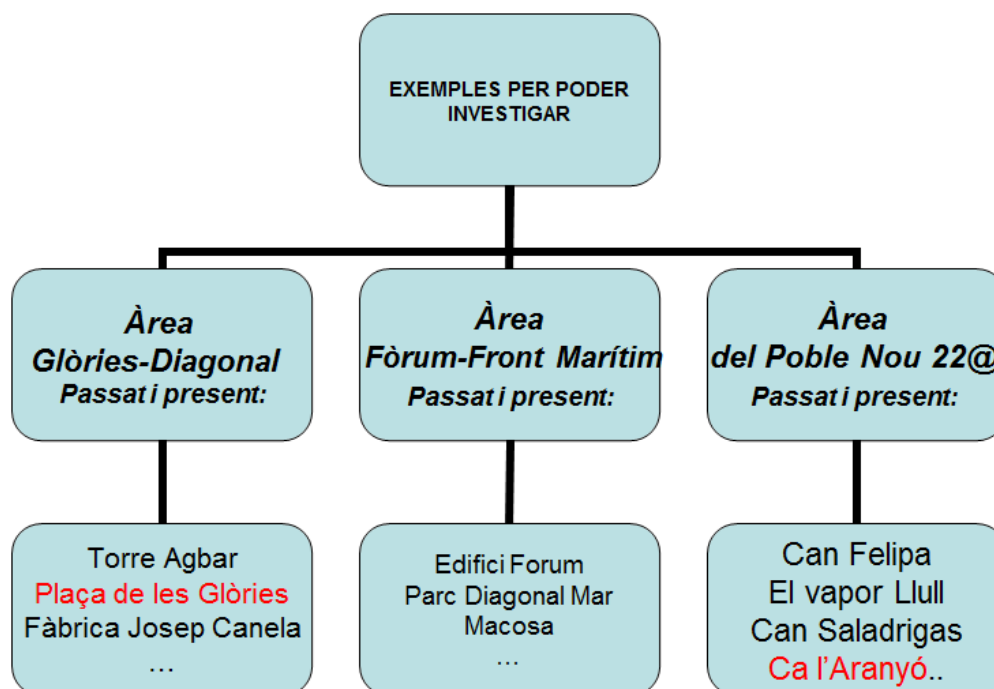 EXEMPLES PER PODER
INVESTIGAR
Àrea
Glòries-Diagonal
Passat i present:
Àrea
Fòrum-Front Marítim
Passat i present:
Àrea
del Poble Nou 22@
Passat i present:
Torre Agbar
Plaça de les Glòries
Fàbrica Josep Canela
...
Edifici Forum
Parc Diagonal Mar
Macosa
...
Can Felipa
El vapor Llull
Can Saladrigas
Ca l'Aranyó..